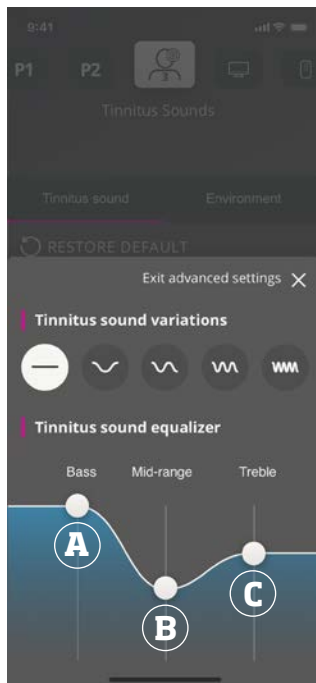 9:41
P1 P2 3
Tinnitus Sounds
Tinnitus sound Environment
RESTORE DEFAULT
Exit advanced settings
Tinnitus sound variations
Tinnitus sound equalizer
Bass Mid-range Treble
A
B
C